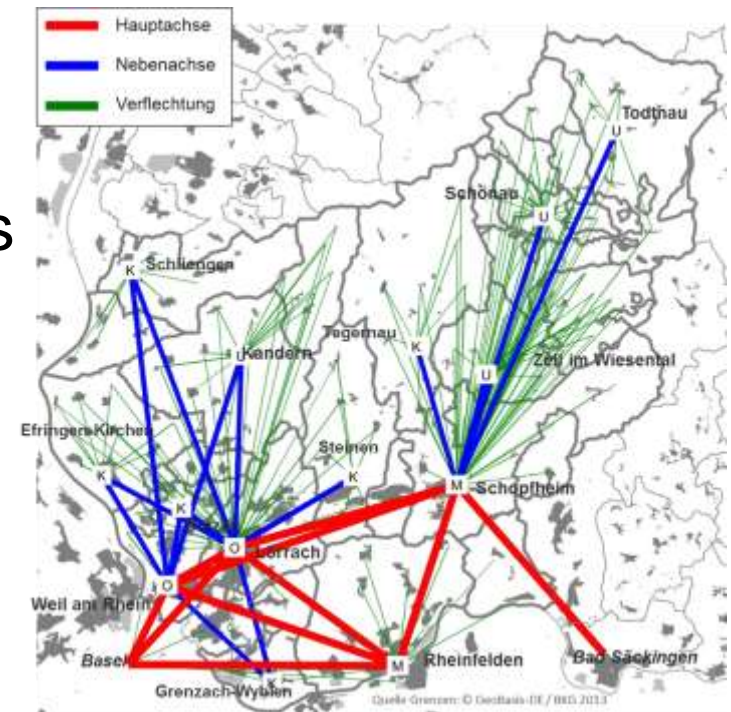 Hauptachse
Nebenachse
Verflechtung
s
Todtnau
U
Schönau
U
K Schliengen
Tegernau
K
U Kandern
Zell im Wiesental
U
Efringen-Kirchen
Steinen
K
K
K
M Schopfheim
O Lörrach
O
Weil am Rhein
Basel
M Rheinfelden
Bad Säckingen
K
Grenzach-Wyhlen
Quelle Grenzen: © GeoBasis-DE / BKG 2013